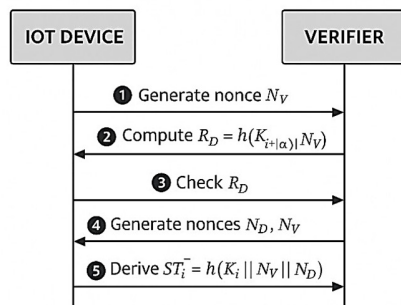 IOT DEVICE
VERIFIER
1 Generate nonce N_V
2 Compute R_D = h(K_{i+|α)|} N_V)
3 Check R_D
4 Generate nonces N_D, N_V
5 Derive ST_i^- = h(K_i || N_V || N_D)